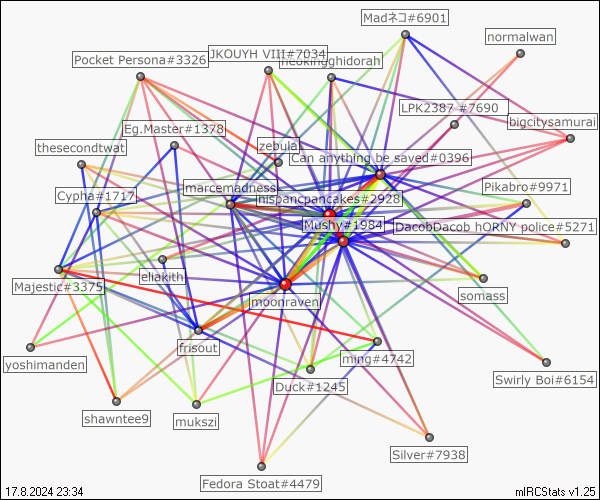 Madネコ#6901
normalwan
JKOUYH VIII#7034
neokingghidorah
Pocket Persona#3326
LPK2387 #7690
bigcitysamurai
Eg.Master#1378
thesecondtwat
zebula
Can anything be saved#0396
marcemadness
Pikabro#9971
Cypha#1717
hispancpancakes#2928
Mushy#1984
DacobDacob hORNY police#5271
eliakith
Majestic#3375
moonraven
somass
frisout
ming#4742
yoshimanden
Duck#1245
Swirly Boi#6154
shawntee9
mukszi
Silver#7938
Fedora Stoat#4479
17.8.2024 23:34
mIRCStats v1.25